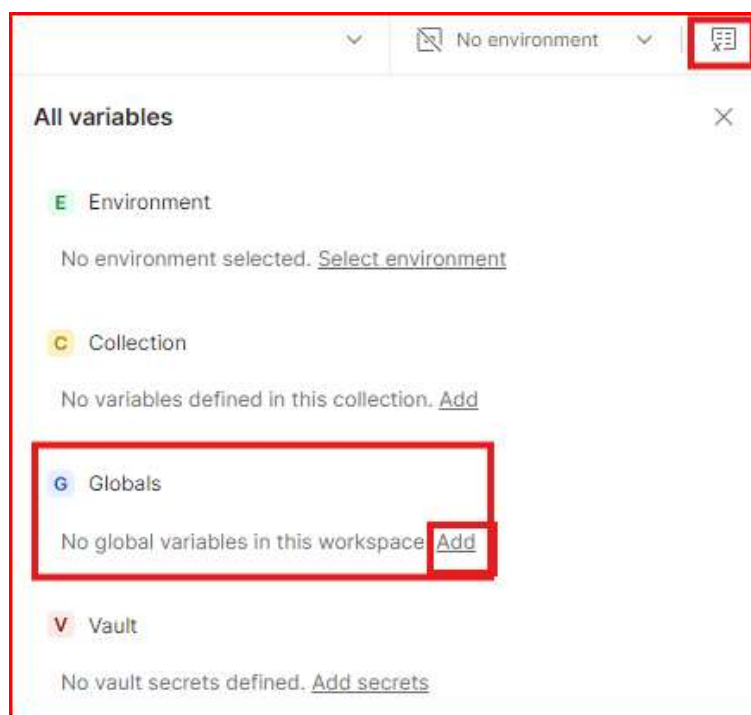 No environment
All variables
E Environment
No environment selected. Select environment
C Collection
No variables defined in this collection. Add
G Globals
No global variables in this workspace. Add
V Vault
No vault secrets defined. Add secrets